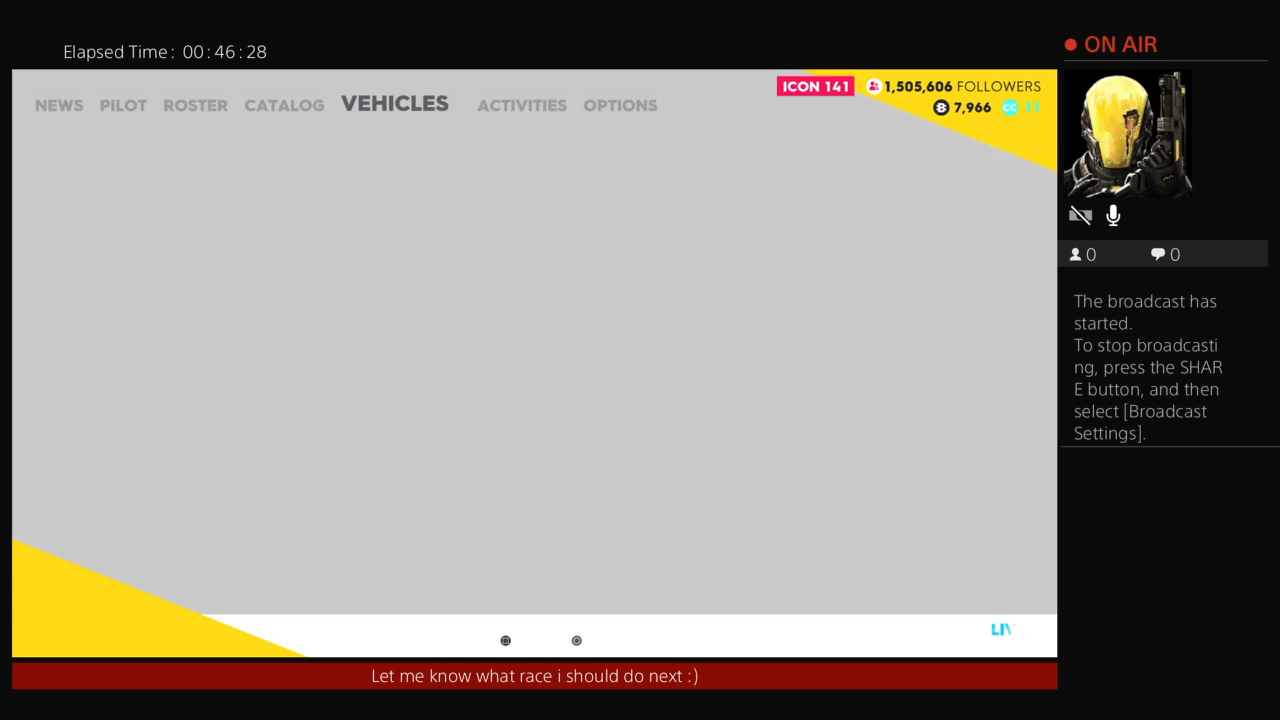 Elapsed Time: 00:46:28
ON AIR
NEWS PILOT ROSTER CATALOG VEHICLES ACTIVITIES OPTIONS
ICON 141 1,505,606 FOLLOWERS
7,966 CC 11
0 0
The broadcast has
started.
To stop broadcasti
ng, press the SHAR
E button, and then
select [Broadcast
Settings].
Let me know what race i should do next :)